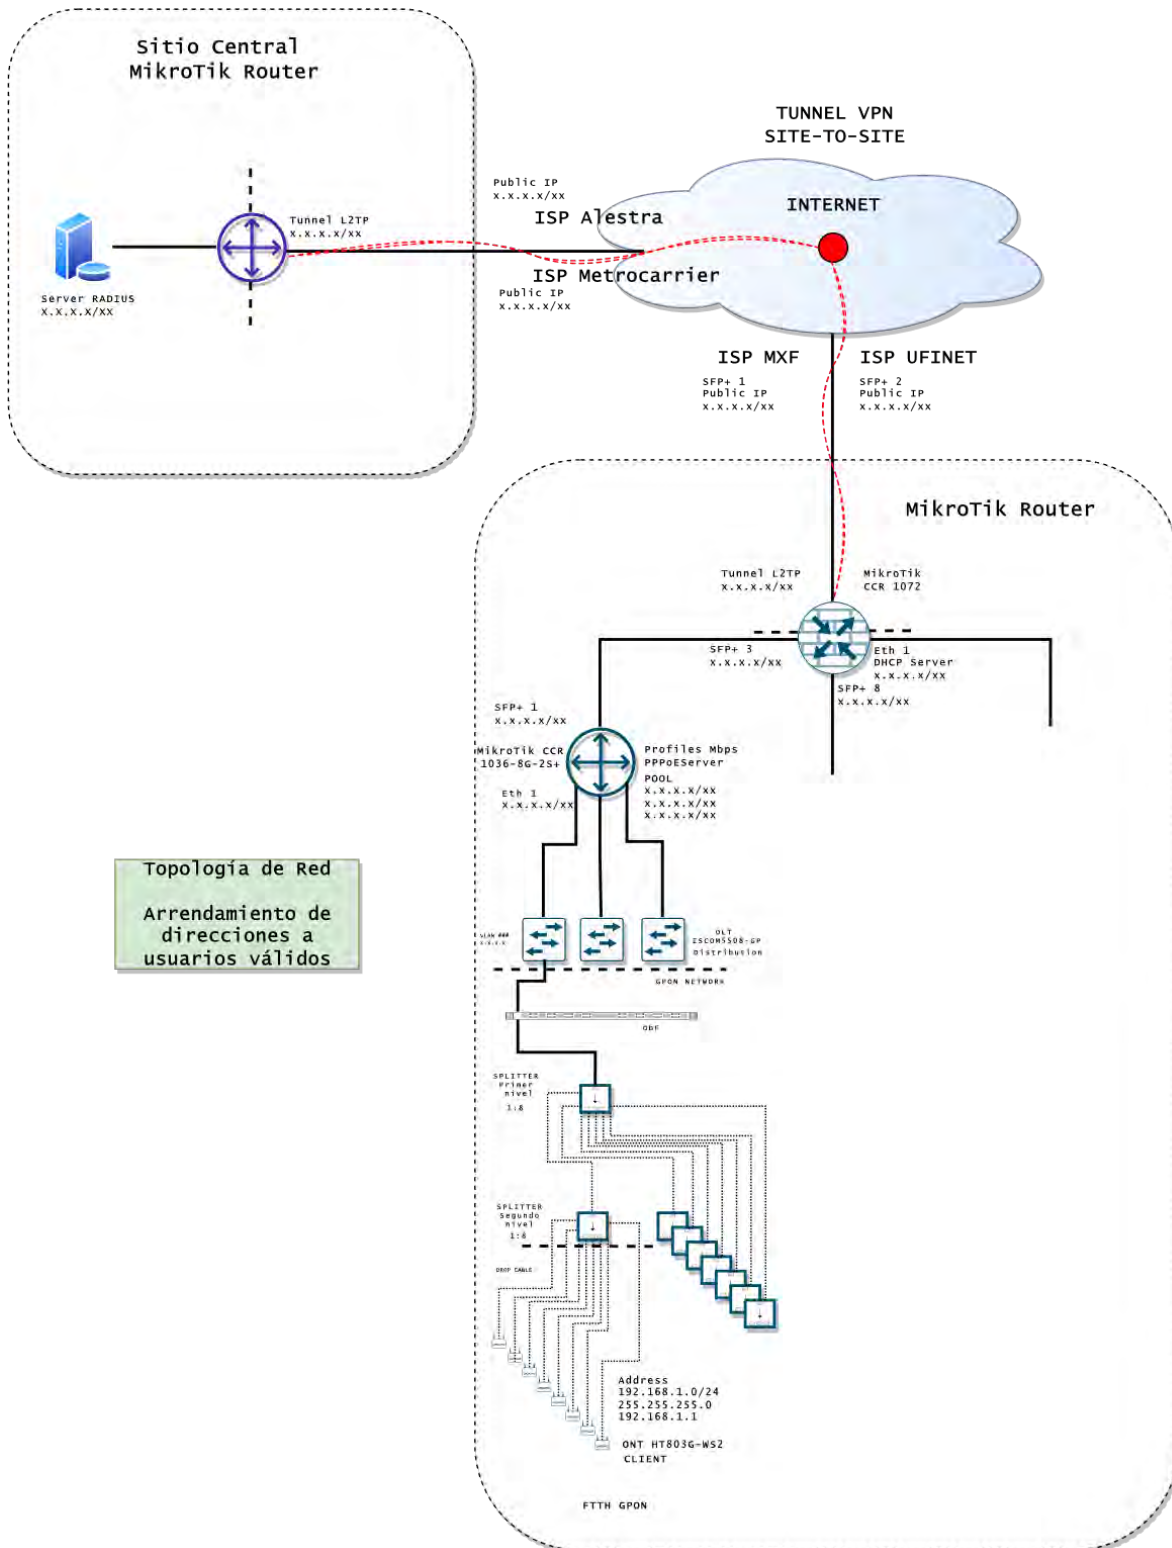 Sitio Central
MikroTik Router
TUNNEL VPN
SITE-TO-SITE
INTERNET
Public IP
x.x.x.x/xx
ISP Alestra
Tunnel L2TP
x.x.x.x/xx
Server RADIUS
x.x.x.x/xx
ISP Metrocarrier
Public IP
x.x.x.x/xx
ISP MXF
SFP+ 1
Public IP
x.x.x.x/xx
ISP UFINET
SFP+ 2
Public IP
x.x.x.x/xx
MikroTik Router
Tunnel L2TP
x.x.x.x/xx
MikroTik
CCR 1072
SFP+ 3
x.x.x.x/xx
Eth 1
DHCP Server
x.x.x.x/xx
SFP+ 8
x.x.x.x/xx
SFP+ 1
x.x.x.x/xx
MikroTik CCR
1036-8G-2S+
Profiles Mbps
PPPoEServer
POOL
x.x.x.x/xx
x.x.x.x/xx
x.x.x.x/xx
Eth 1
x.x.x.x/xx
Topología de Red
Arrendamiento de
direcciones a
usuarios válidos
VLAN ###
x.x.x.x
OLT
Distribution
GPON NETWORK
ODF
SPLITTER
Primer
nivel
1:8
SPLITTER
Segundo
nivel
1:8
DROP CABLE
Address
192.168.1.0/24
255.255.255.0
192.168.1.1
ONT HT803G-WS2
CLIENT
FTTH GPON